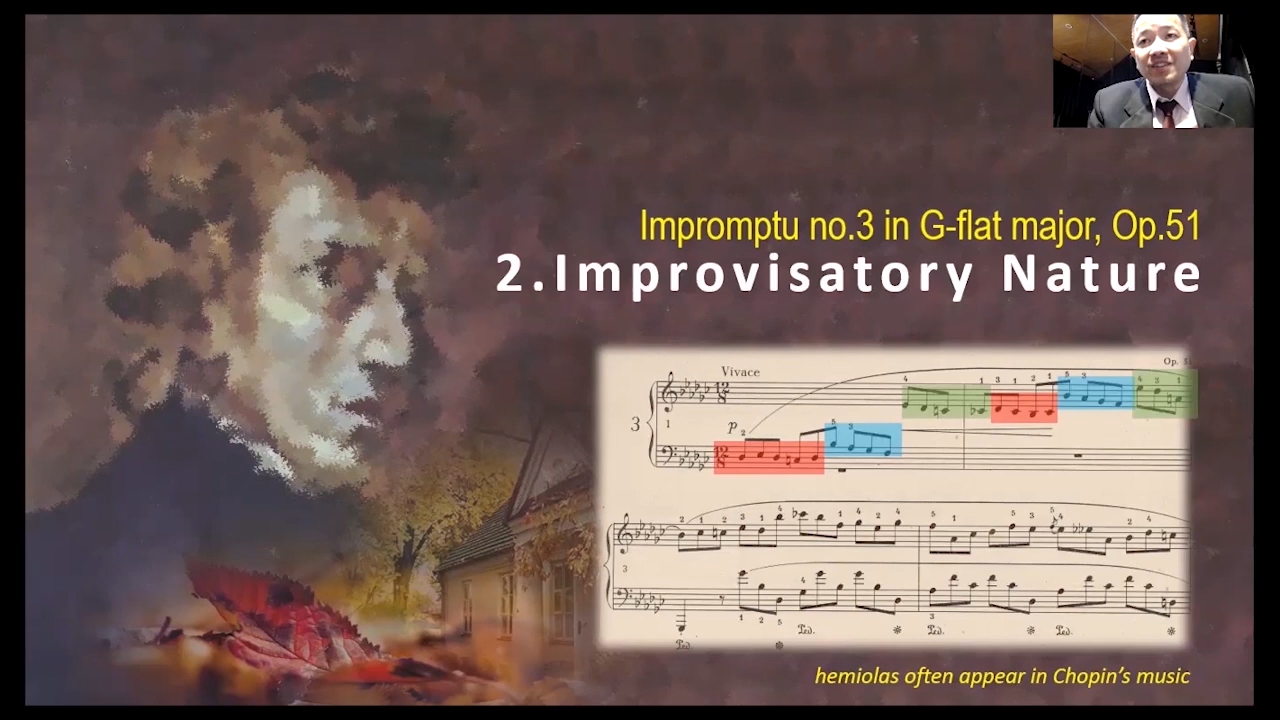 Impromptu no.3 in G-flat major, Op.51
2.Improvisatory Nature
Op. 51
Vivace
3
p
hemiolas often appear in Chopin's music